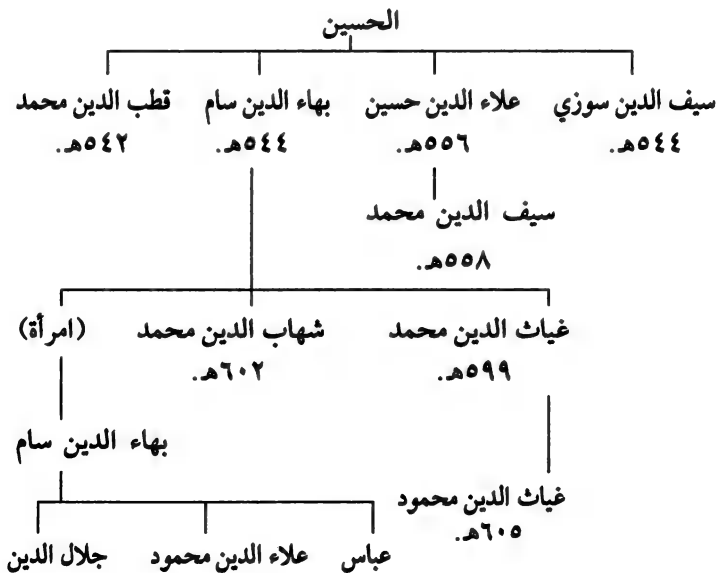 الحسين
سيف الدين سوزي علاء الدين حسين بهاء الدين سام قطب الدين محمد
٥٤٤هـ. ٥٥٦هـ. ٥٤٤هـ. ٥٤٢هـ.
سيف الدين محمد
٥٥٨هـ.
غياث الدين محمد شهاب الدين محمد (امرأة)
٥٩٩هـ. ٦٠٢هـ.
بهاء الدين سام
غياث الدين محمود
٦٠٥هـ.
عباس علاء الدين محمود جلال الدين